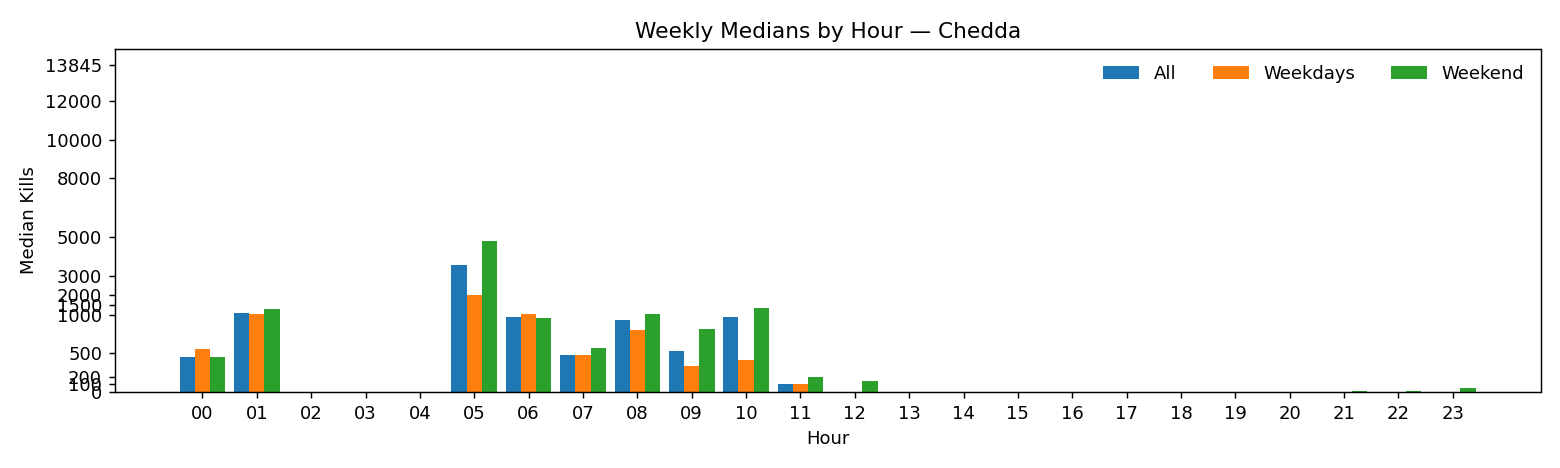 Weekly Medians by Hour — Chedda
All Weekdays Weekend
Median Kills
13845
12000
10000
8000
5000
3000
2000
1500
1000
500
200
100
0
00 01 02 03 04 05 06 07 08 09 10 11 12 13 14 15 16 17 18 19 20 21 22 23
Hour